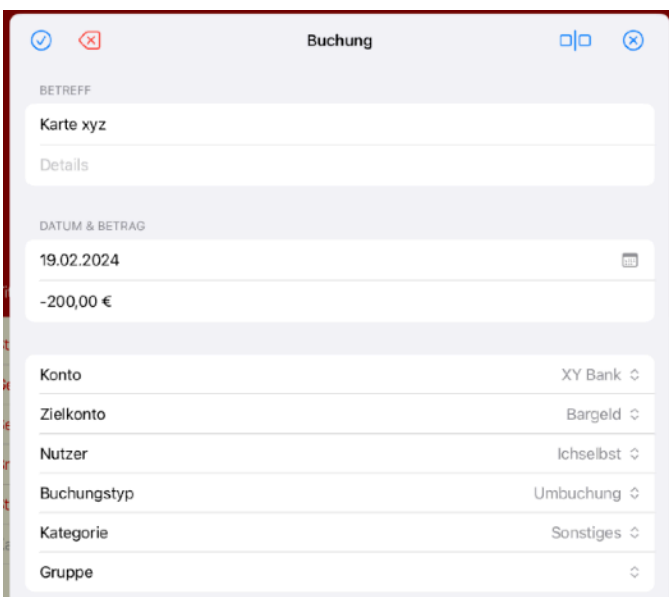 Buchung
BETREFF
Karte xyz
Details
DATUM & BETRAG
19.02.2024
-200,00 €
Konto XY Bank
Zielkonto Bargeld
Nutzer Ichselbst
Buchungstyp Umbuchung
Kategorie Sonstiges
Gruppe